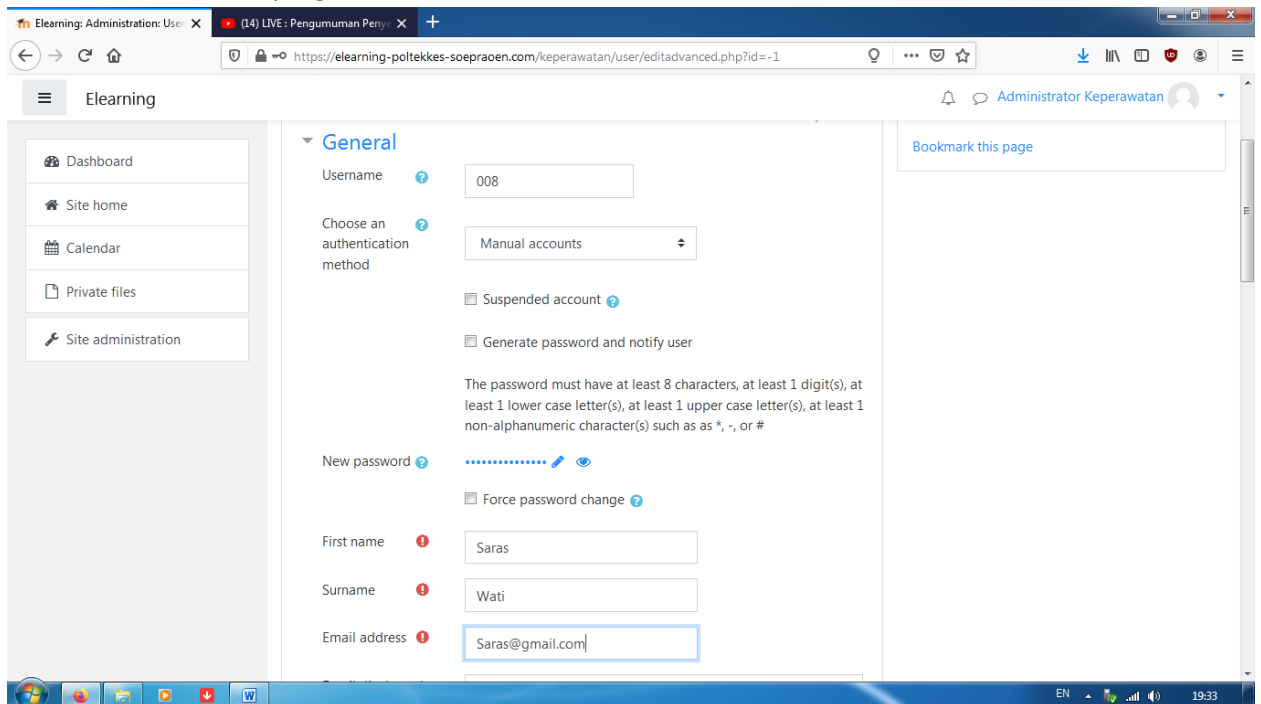 Elearning: Administration: User
(14) LIVE : Pengumuman Penye
https://elearning-poltekkes-soepraoen.com/keperawatan/user/editadvanced.php?id=-1
Elearning
Administrator Keperawatan
Dashboard
Site home
Calendar
Private files
Site administration
General
Username
008
Choose an authentication method
Manual accounts
Suspended account
Generate password and notify user
The password must have at least 8 characters, at least 1 digit(s), at
least 1 lower case letter(s), at least 1 upper case letter(s), at least 1
non-alphanumeric character(s) such as as *, -, or #
New password
Force password change
First name
Saras
Surname
Wati
Email address
Saras@gmail.com
Bookmark this page
EN
19:33